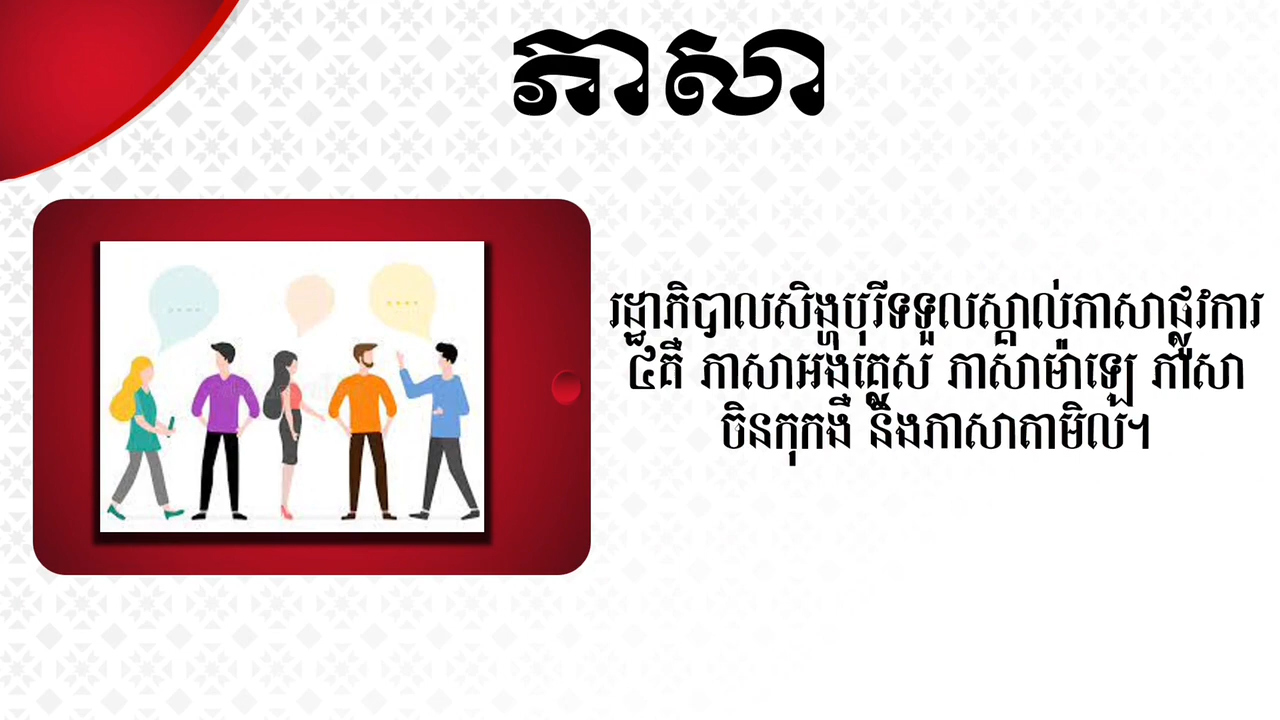 ភាសា
រដ្ឋាភិបាលសិង្ហបុរីទទួលស្គាល់ភាសាផ្លូវការ
៤គឺ ភាសាអង់គ្លេស ភាសាម៉ាឡេ ភាសា
ចិនកុកងឺ និងភាសាតាមិល។